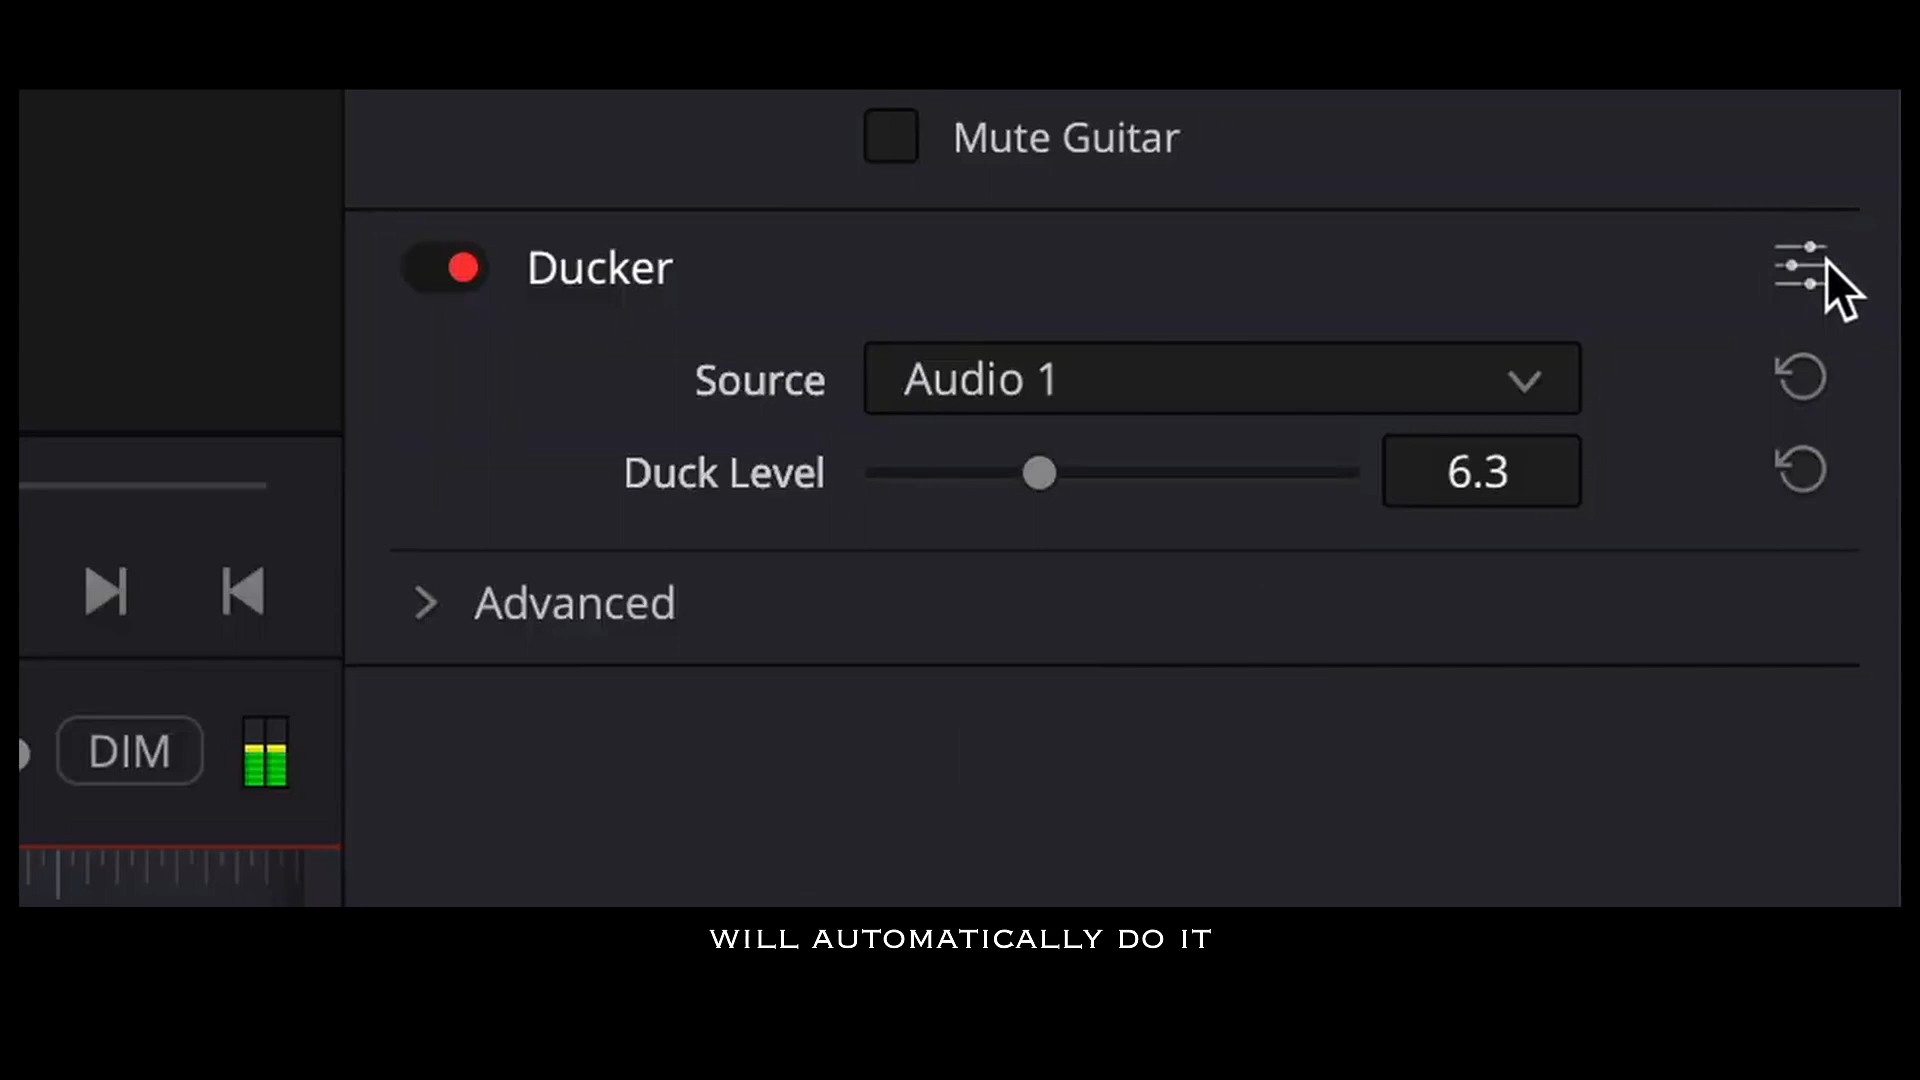 Mute Guitar
Ducker
Source
Audio 1
Duck Level
6.3
Advanced
DIM
WILL AUTOMATICALLY DO IT